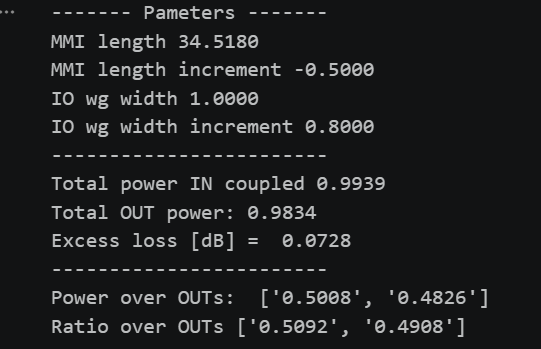 ------- Pameters -------
MMI length 34.5180
MMI length increment -0.5000
IO wg width 1.0000
IO wg width increment 0.8000
------------------------
Total power IN coupled 0.9939
Total OUT power: 0.9834
Excess loss [dB] =  0.0728
------------------------
Power over OUTs:  ['0.5008', '0.4826']
Ratio over OUTs ['0.5092', '0.4908']